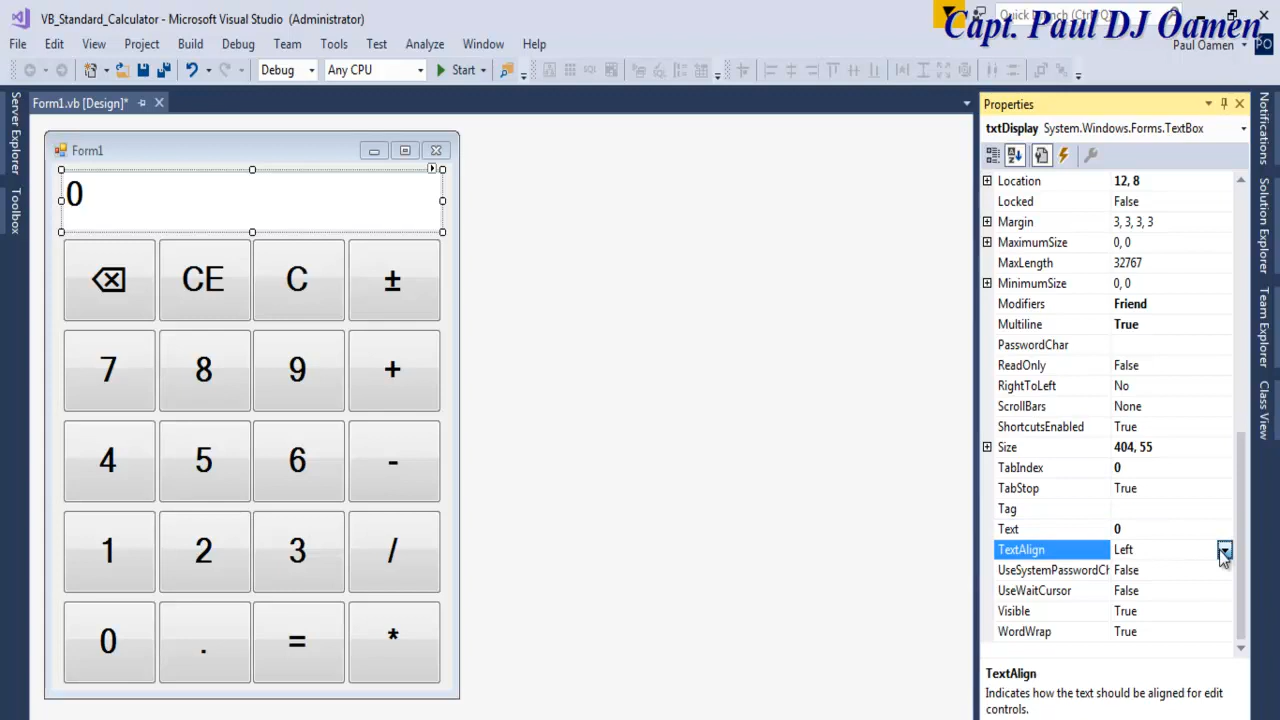 VB_Standard_Calculator - Microsoft Visual Studio (Administrator)
Quick Launch (Ctrl+Q)
Capt. Paul DJ Oamen
File Edit View Project Build Debug Team Tools Test Analyze Window Help
Paul Oamen PO
Debug Any CPU Start
Form1.vb [Design]*
Server Explorer
Toolbox
Form1
0
CE C ±
7 8 9 +
4 5 6 -
1 2 3 /
0 . = *
Properties
txtDisplay System.Windows.Forms.TextBox
Location 12, 8
Locked False
Margin 3, 3, 3, 3
MaximumSize 0, 0
MaxLength 32767
MinimumSize 0, 0
Modifiers Friend
Multiline True
PasswordChar
ReadOnly False
RightToLeft No
ScrollBars None
ShortcutsEnabled True
Size 404, 55
TabIndex 0
TabStop True
Tag
Text 0
TextAlign Left
UseSystemPasswordCh False
UseWaitCursor False
Visible True
WordWrap True
TextAlign
Indicates how the text should be aligned for edit
controls.
Notifications
Solution Explorer
Team Explorer
Class View